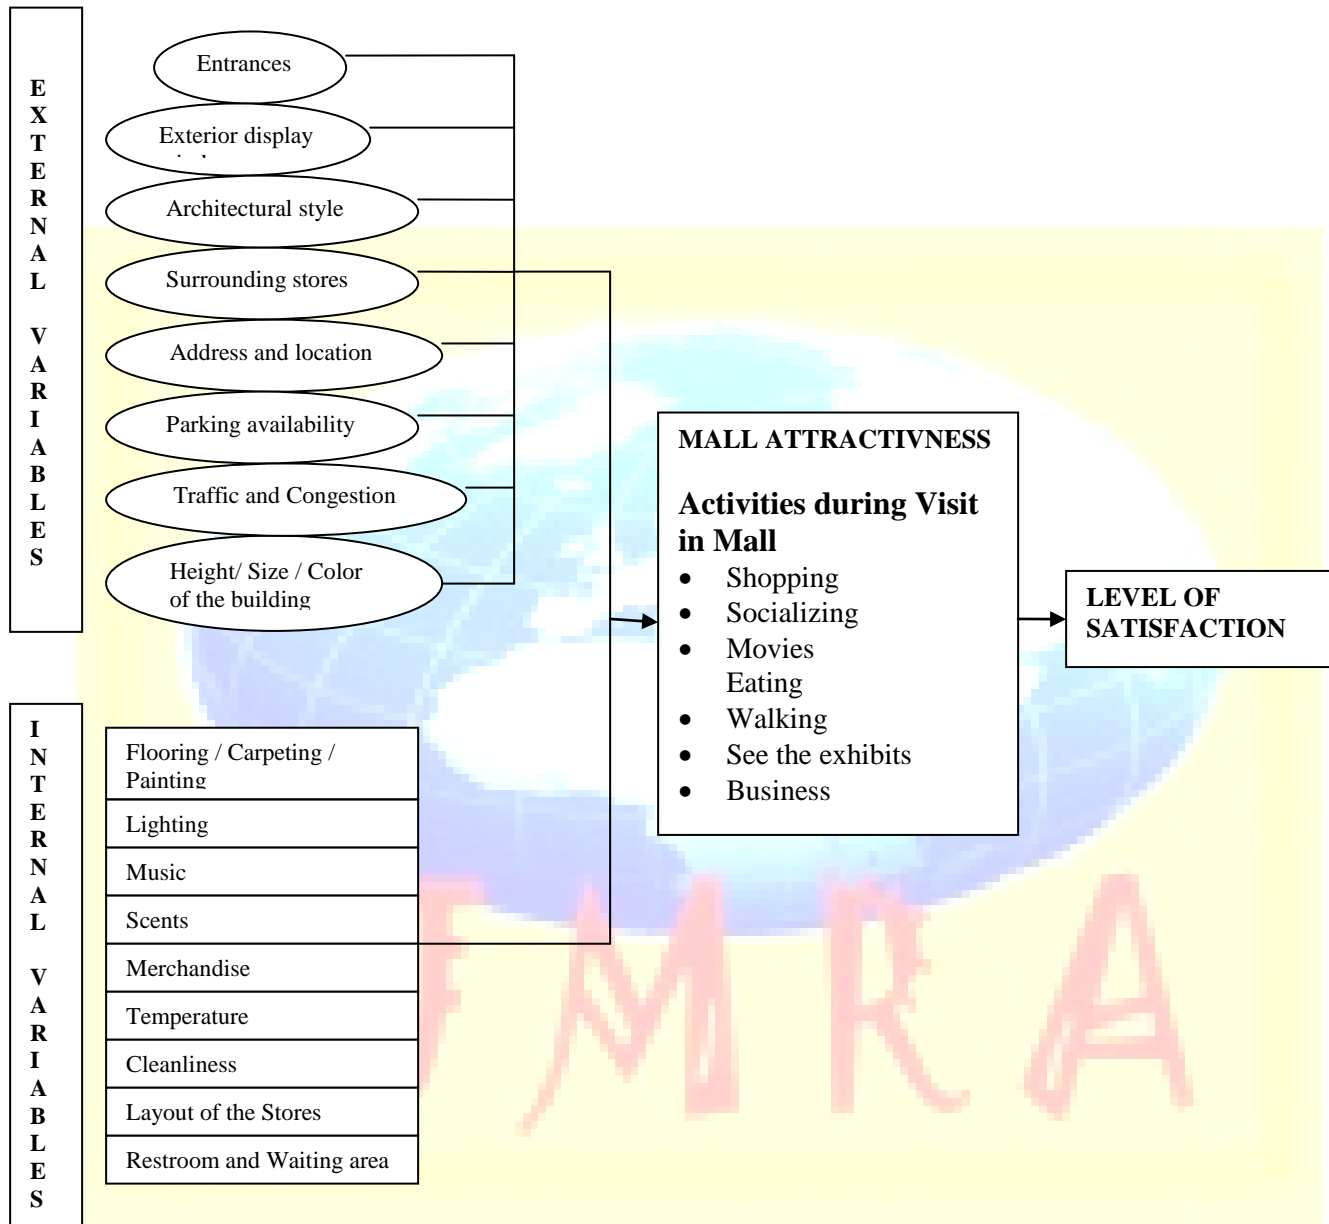 EXTERNAL VARIABLES
Entrances
Exterior display
Architectural style
Surrounding stores
Address and location
Parking availability
Traffic and Congestion
Height/ Size / Color
of the building
MALL ATTRACTIVNESS
Activities during Visit
in Mall
• Shopping
• Socializing
• Movies
Eating
• Walking
• See the exhibits
• Business
LEVEL OF
SATISFACTION
INTERNAL VARIABLES
Flooring / Carpeting /
Painting
Lighting
Music
Scents
Merchandise
Temperature
Cleanliness
Layout of the Stores
Restroom and Waiting area
MRA